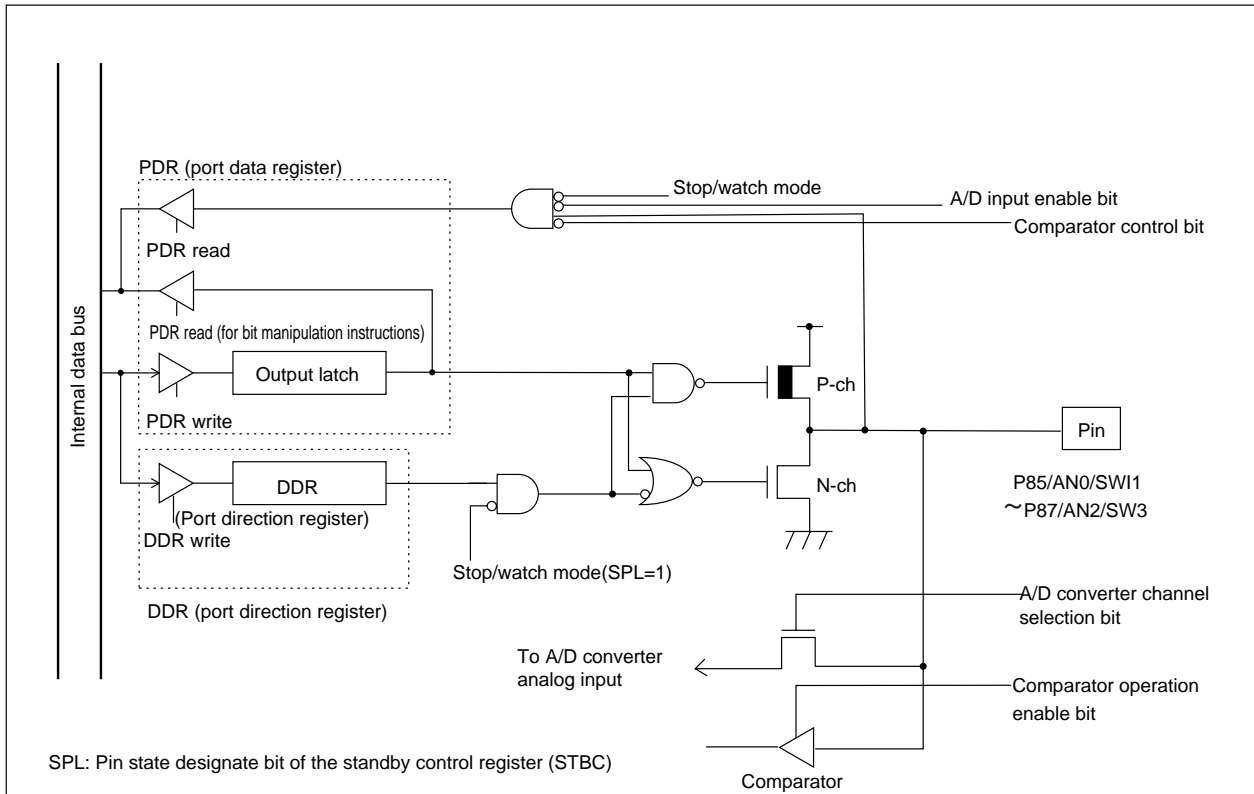 PDR (port data register)
Stop/watch mode
A/D input enable bit
Comparator control bit
PDR read
PDR read (for bit manipulation instructions)
Internal data bus
Output latch
P-ch
PDR write
Pin
DDR
N-ch
P85/AN0/SWI1
~P87/AN2/SW3
(Port direction register)
DDR write
Stop/watch mode(SPL=1)
DDR (port direction register)
A/D converter channel
selection bit
To A/D converter
analog input
Comparator operation
enable bit
SPL: Pin state designate bit of the standby control register (STBC)
Comparator